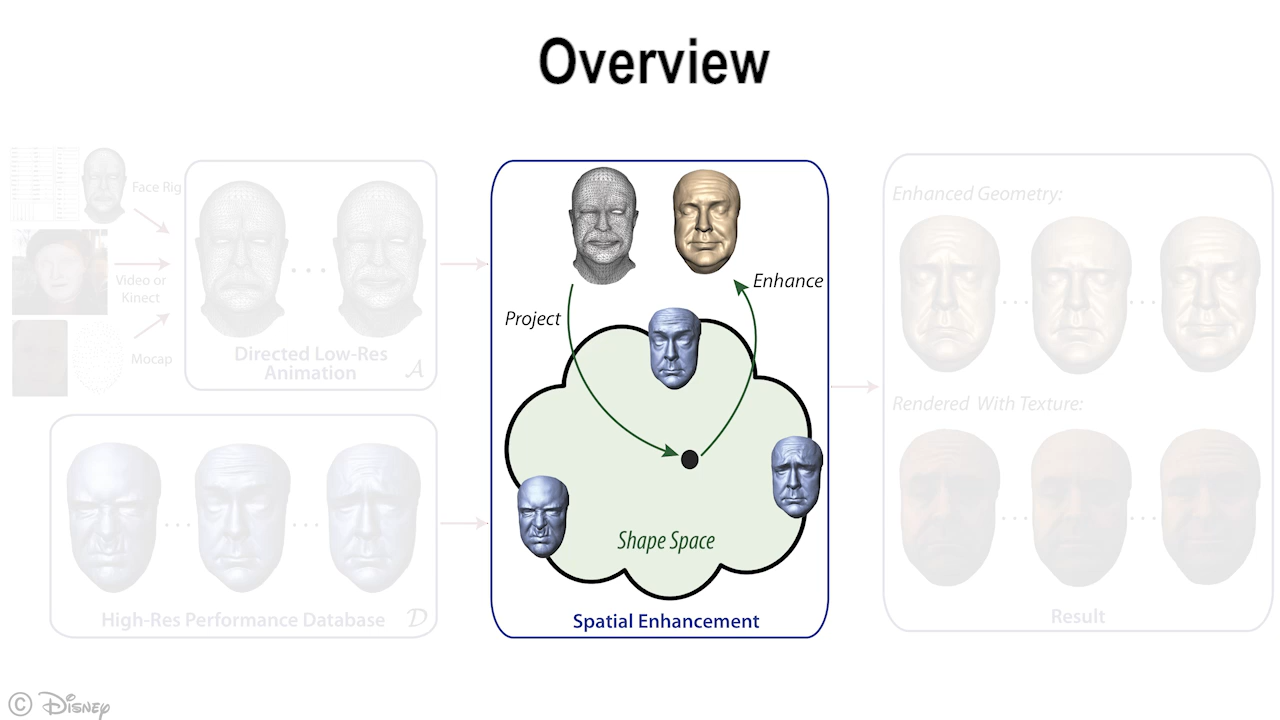 Overview
Face Rig
Video or
Kinect
Mocap
Directed Low-Res
Animation
A
High-Res Performance Database
D
Project
Enhance
Shape Space
Spatial Enhancement
Enhanced Geometry:
Rendered With Texture:
Result
© Disney